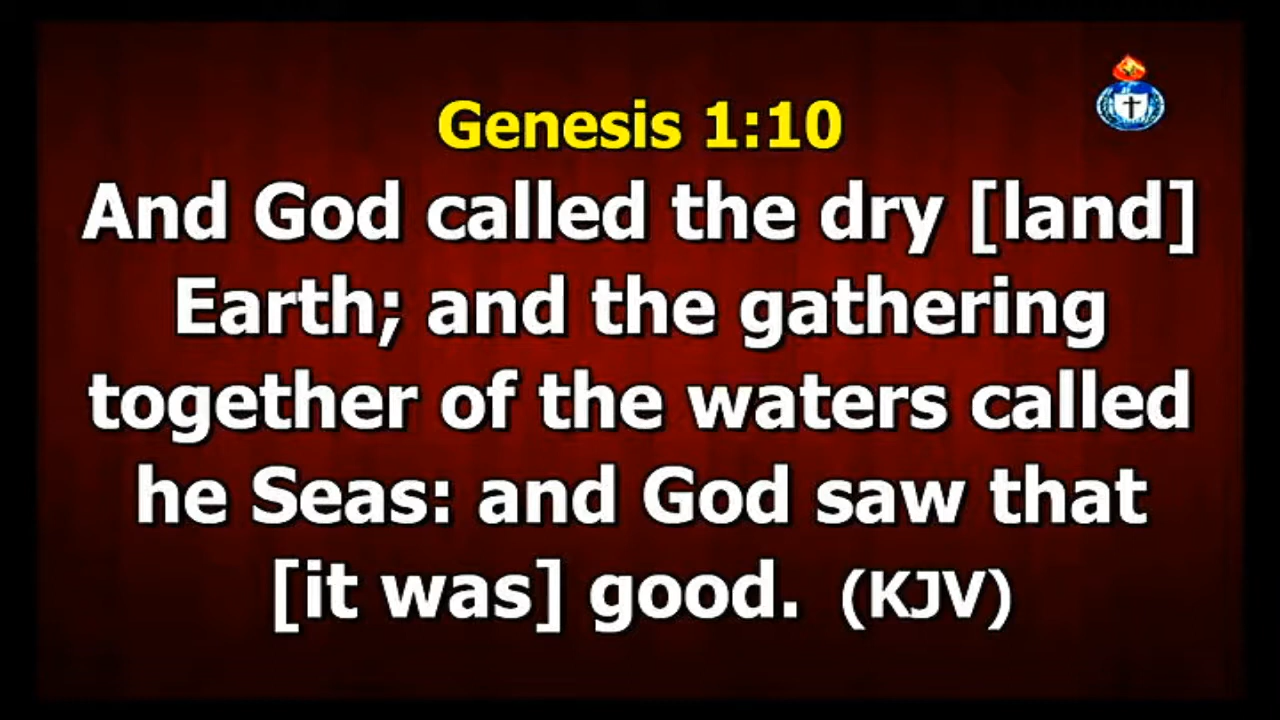 Genesis 1:10
And God called the dry [land]
Earth; and the gathering
together of the waters called
he Seas: and God saw that
[it was] good. (KJV)